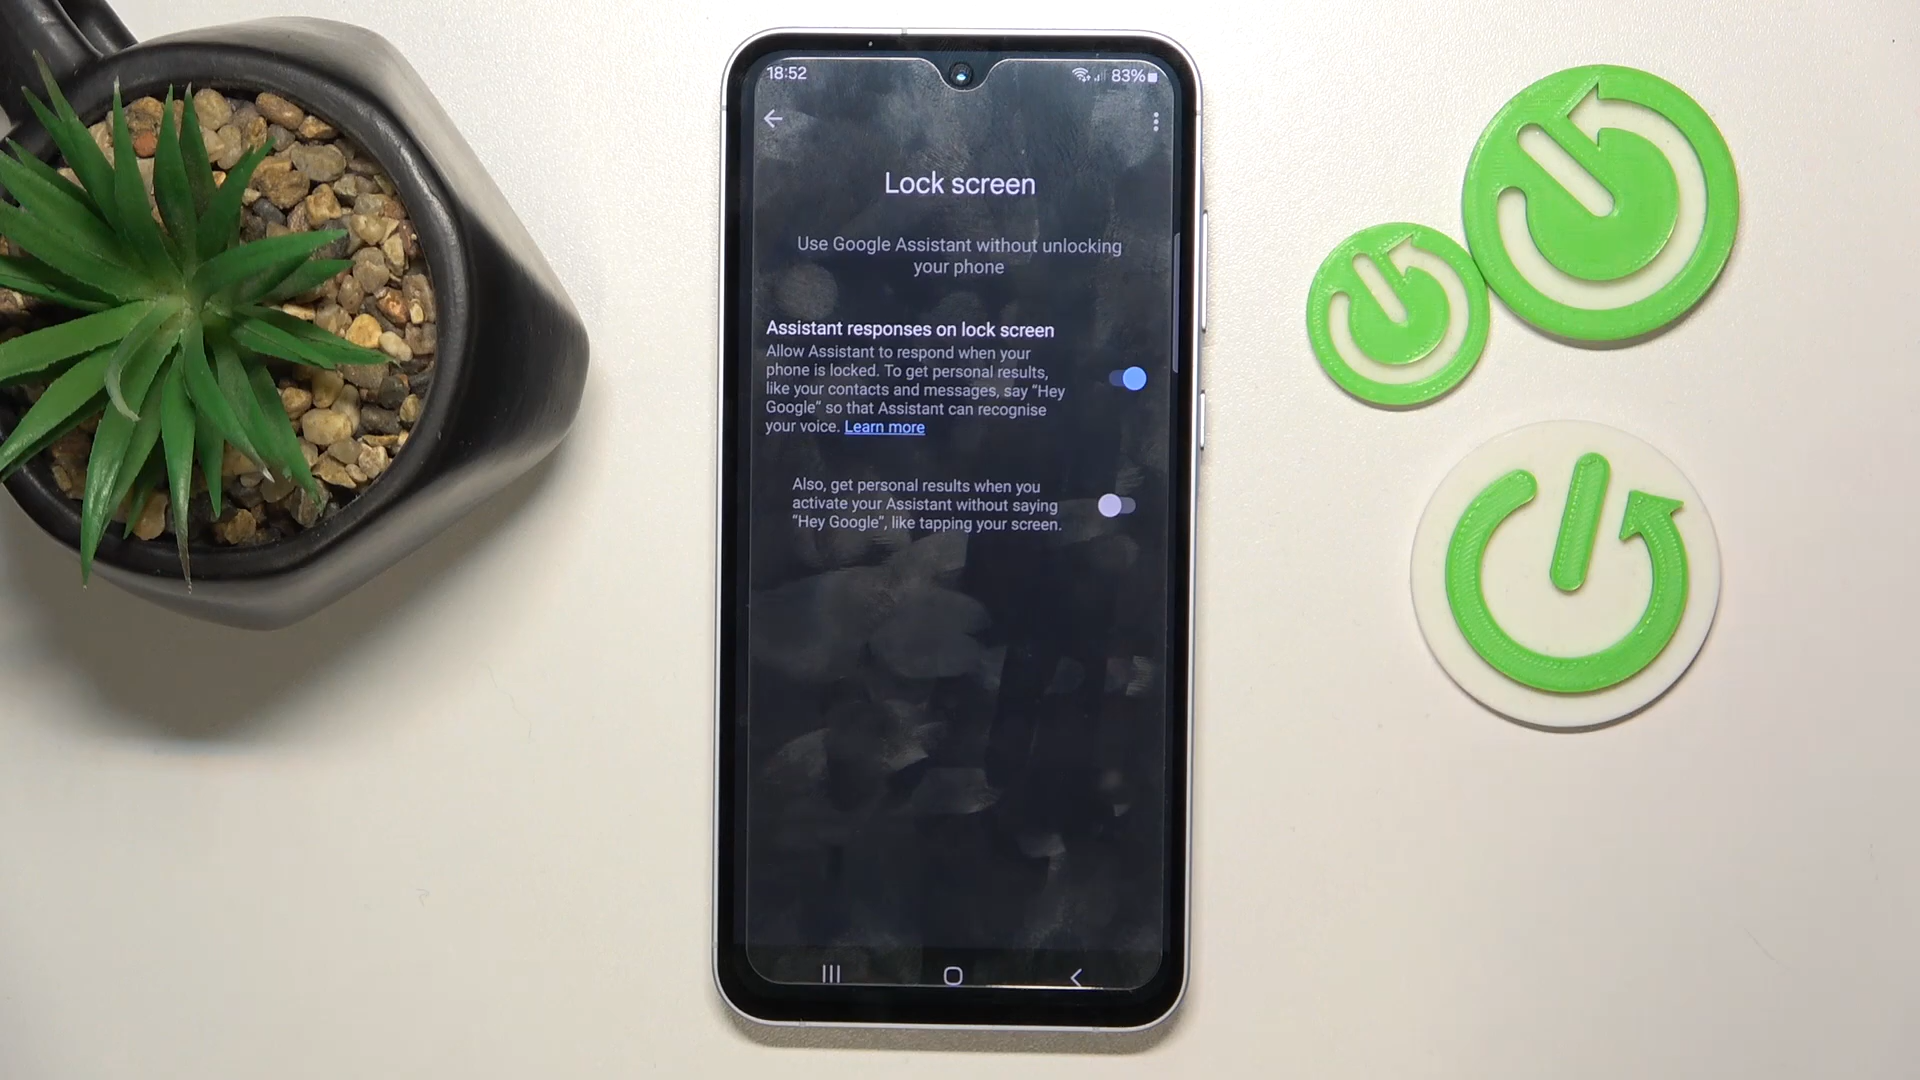 18:52
83%
Lock screen
Use Google Assistant without unlocking
your phone
Assistant responses on lock screen
Allow Assistant to respond when your
phone is locked. To get personal results,
like your contacts and messages, say “Hey
Google” so that Assistant can recognise
your voice. Learn more
Also, get personal results when you
activate your Assistant without saying
“Hey Google”, like tapping your screen.